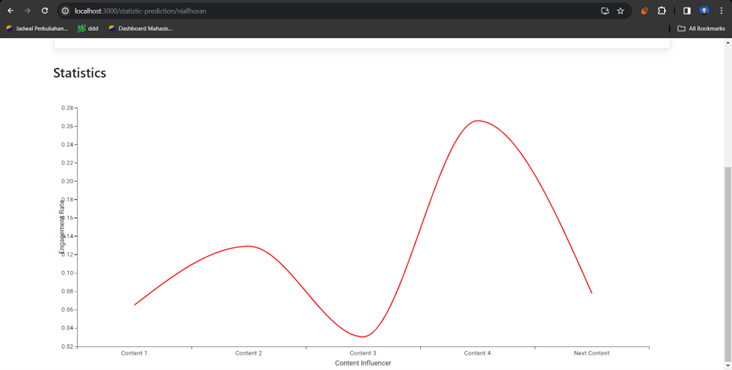 localhost:3000/statistic-prediction/niallhoran
Jadwal Perkuliahan... ddd Dashboard Mahasis... All Bookmarks
Statistics
0.28
0.26
0.24
0.22
0.20
0.18
0.16
0.14
0.12
0.10
0.08
0.06
0.04
0.02
Engagement Rate
Content 1 Content 2 Content 3 Content 4 Next Content
Content Influencer